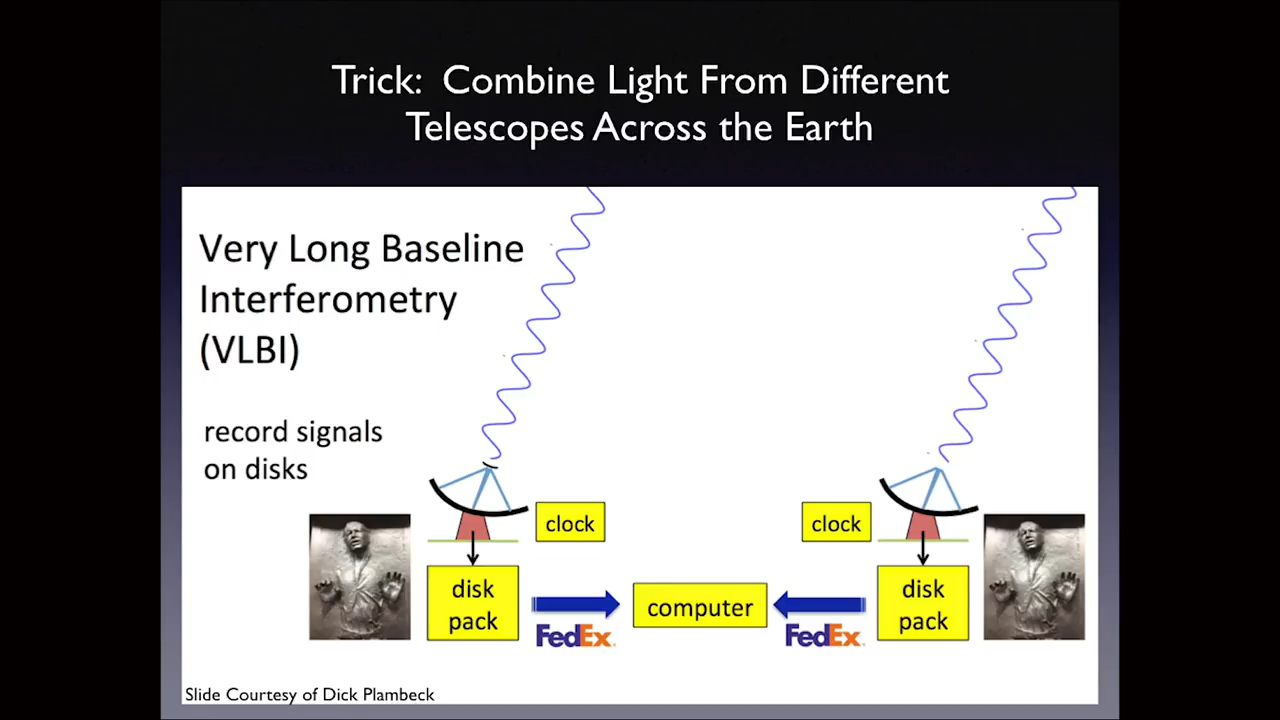 Trick: Combine Light From Different
Telescopes Across the Earth
Very Long Baseline
Interferometry
(VLBI)
record signals
on disks
clock
clock
disk
pack
computer
disk
pack
FedEx.
FedEx.
Slide Courtesy of Dick Plambeck